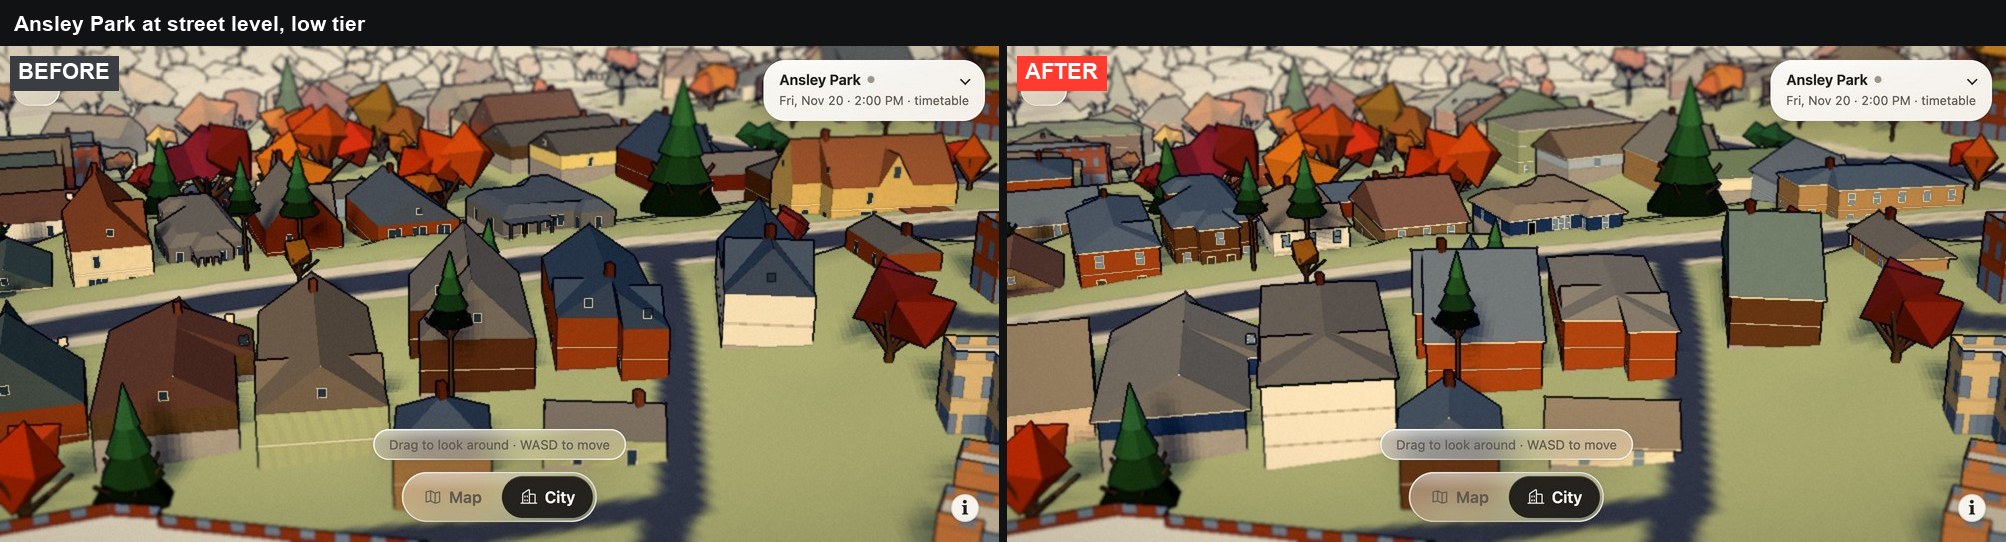 Ansley Park at street level, low tier
BEFORE
Ansley Park
Fri, Nov 20 · 2:00 PM · timetable
Drag to look around · WASD to move
Map
City
i
AFTER
Ansley Park
Fri, Nov 20 · 2:00 PM · timetable
Drag to look around · WASD to move
Map
City
i